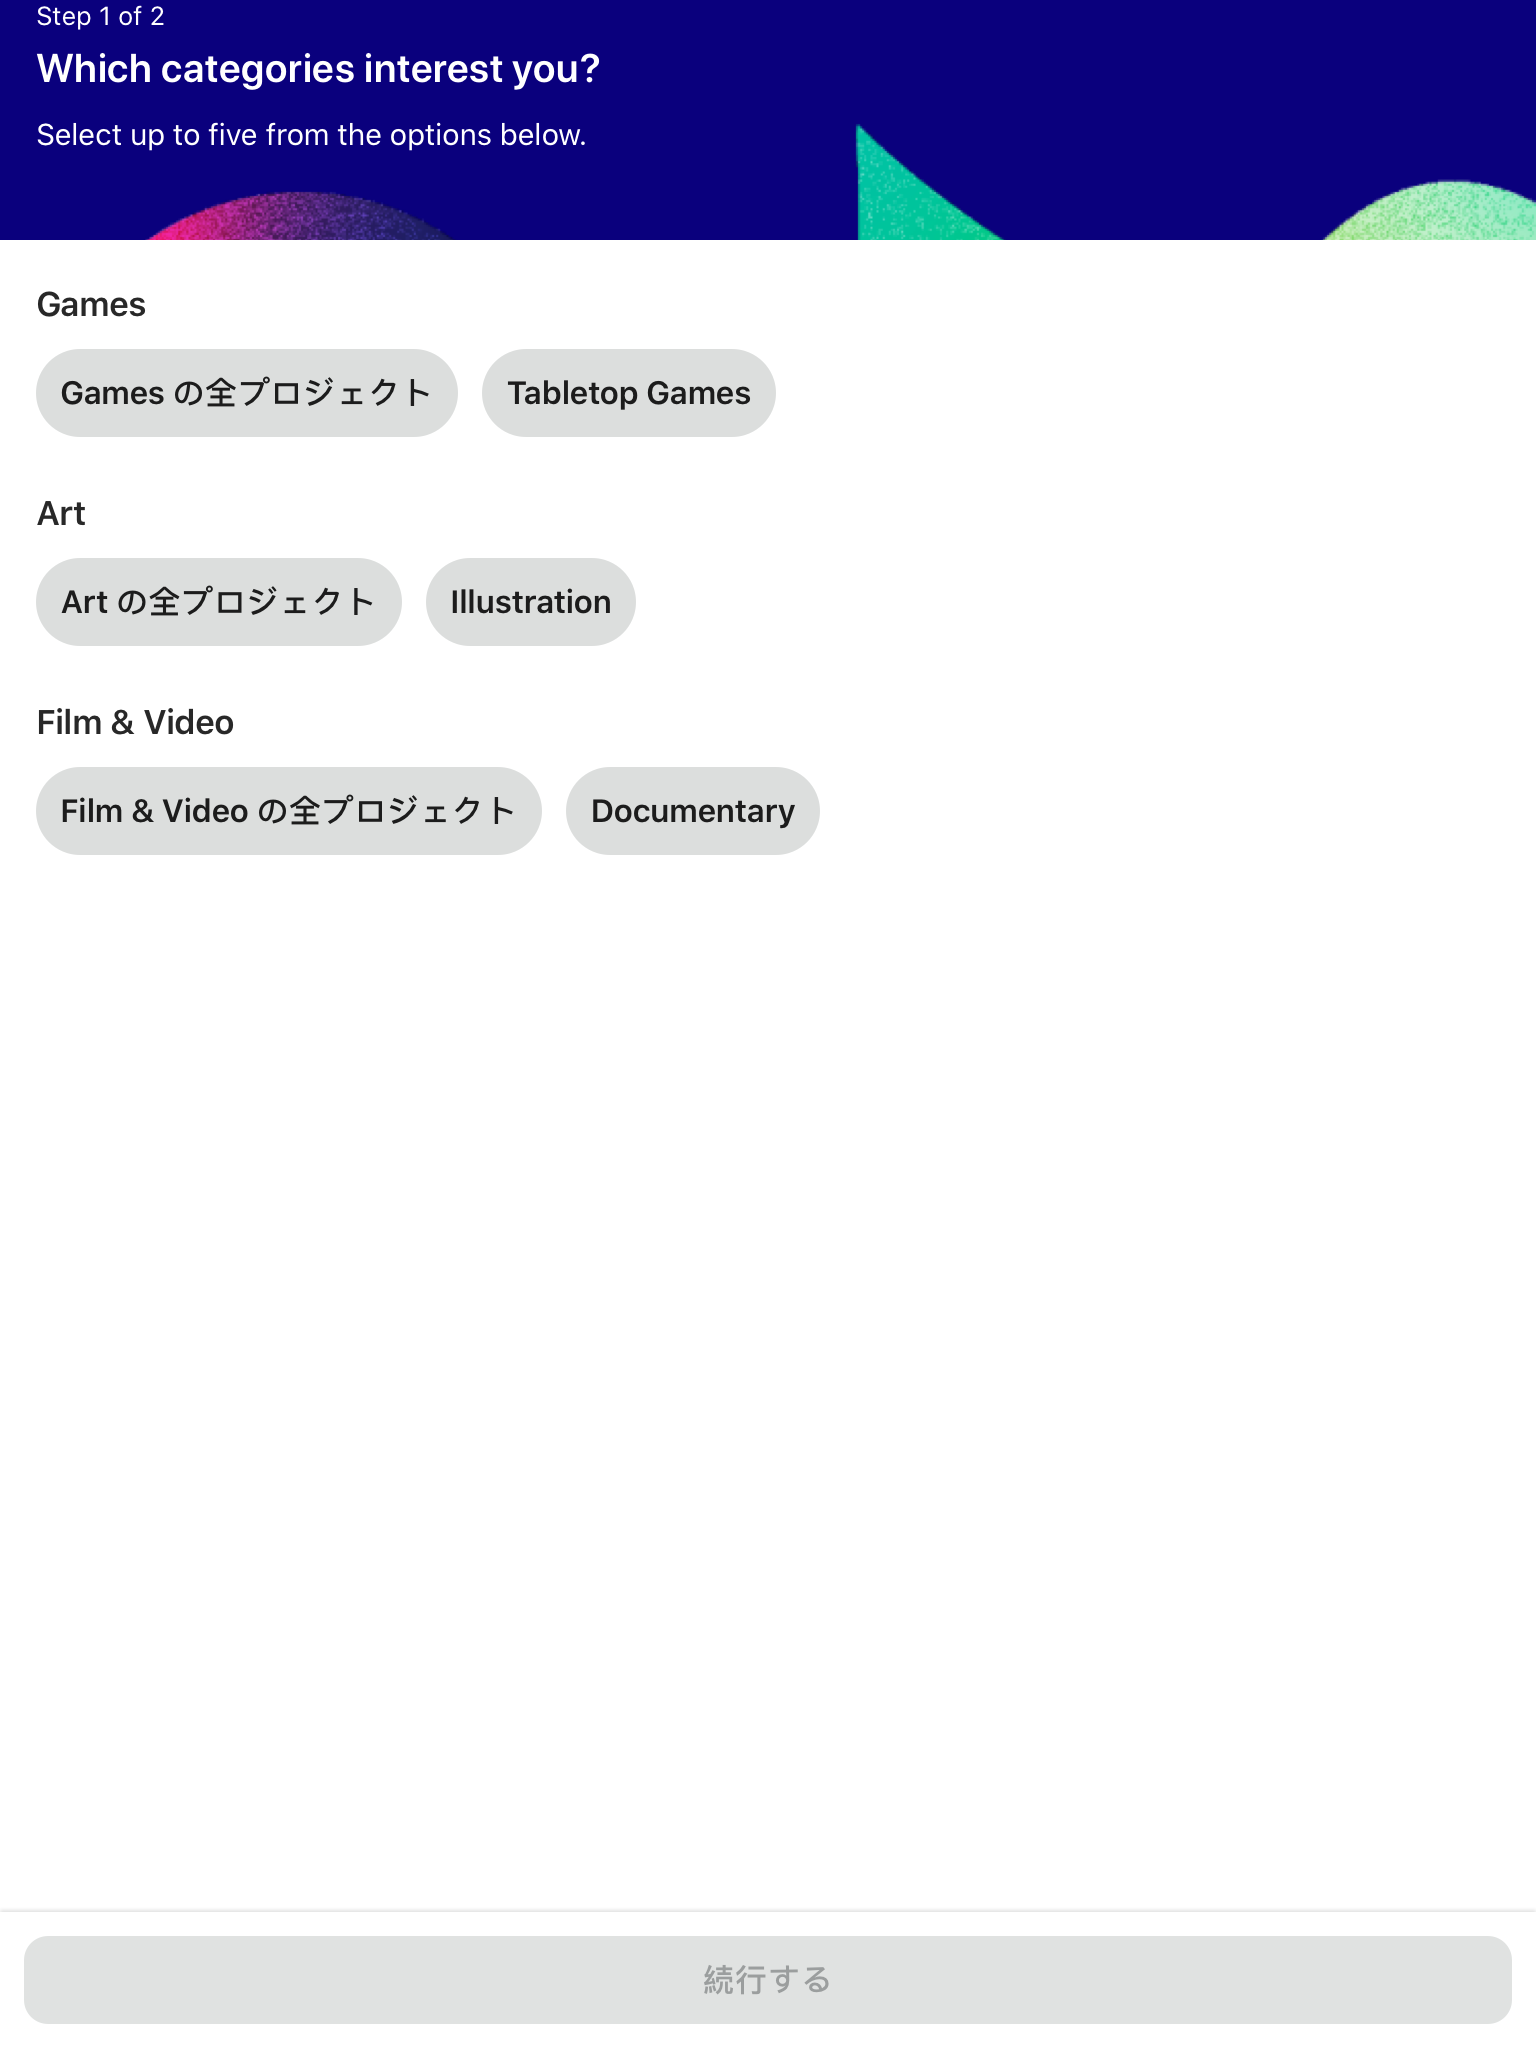 Step 1 of 2
Which categories interest you?
Select up to five from the options below.
Games
Games の全プロジェクト
Tabletop Games
Art
Art の全プロジェクト
Illustration
Film & Video
Film & Video の全プロジェクト
Documentary
続行する